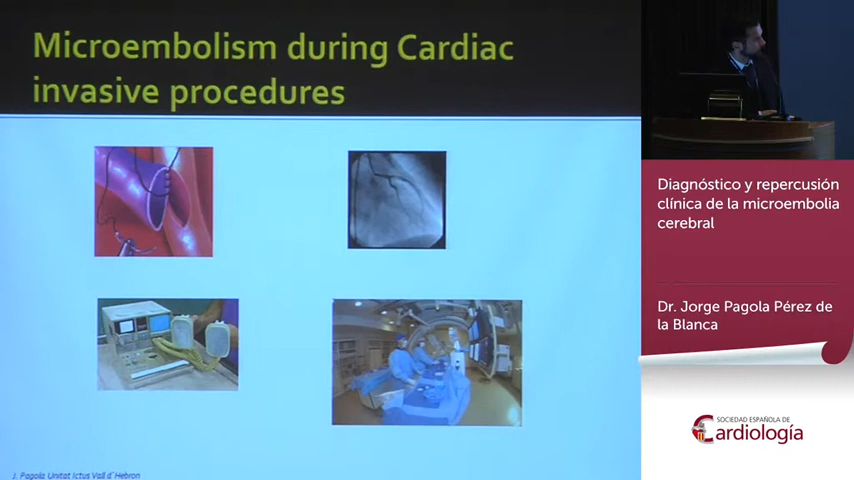 Microembolism during Cardiac
invasive procedures
J. Pagola Unitat Ictus Vall d´Hebron
Diagnóstico y repercusión
clínica de la microembolia
cerebral
Dr. Jorge Pagola Pérez de
la Blanca
SOCIEDAD ESPAÑOLA DE
Cardiología